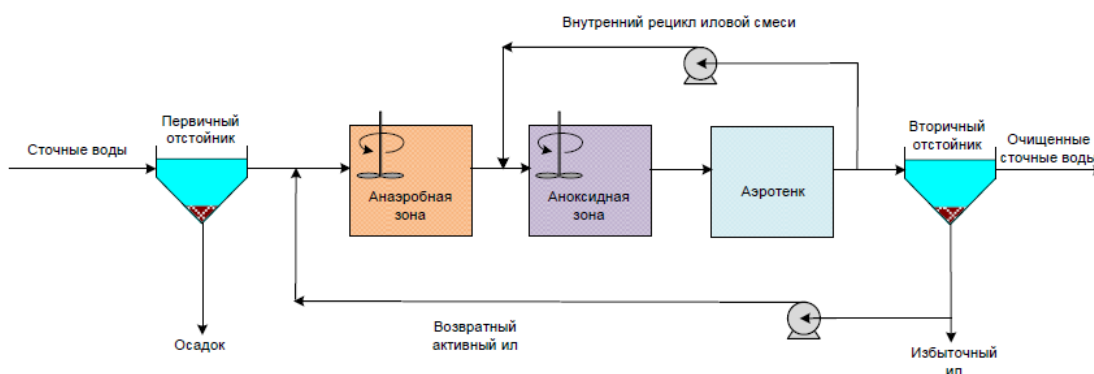 Внутренний рецикл иловой смеси
Первичный
отстойник
Вторичный
отстойник
Сточные воды
Очищенные
сточные воды
Анаэробная
зона
Аноксидная
зона
Аэротенк
Возвратный
активный ил
Осадок
Избыточный
ил